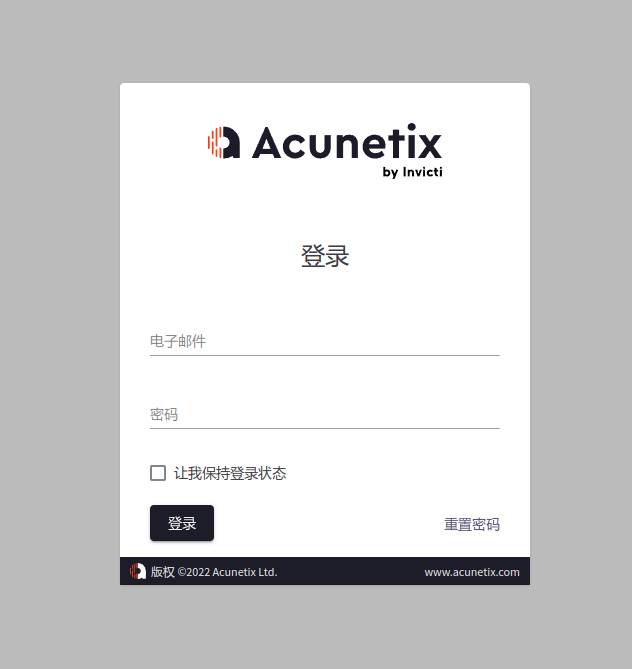 Acunetix
by Invicti
登录
电子邮件
密码
让我保持登录状态
登录
重置密码
版权 ©2022 Acunetix Ltd.
www.acunetix.com